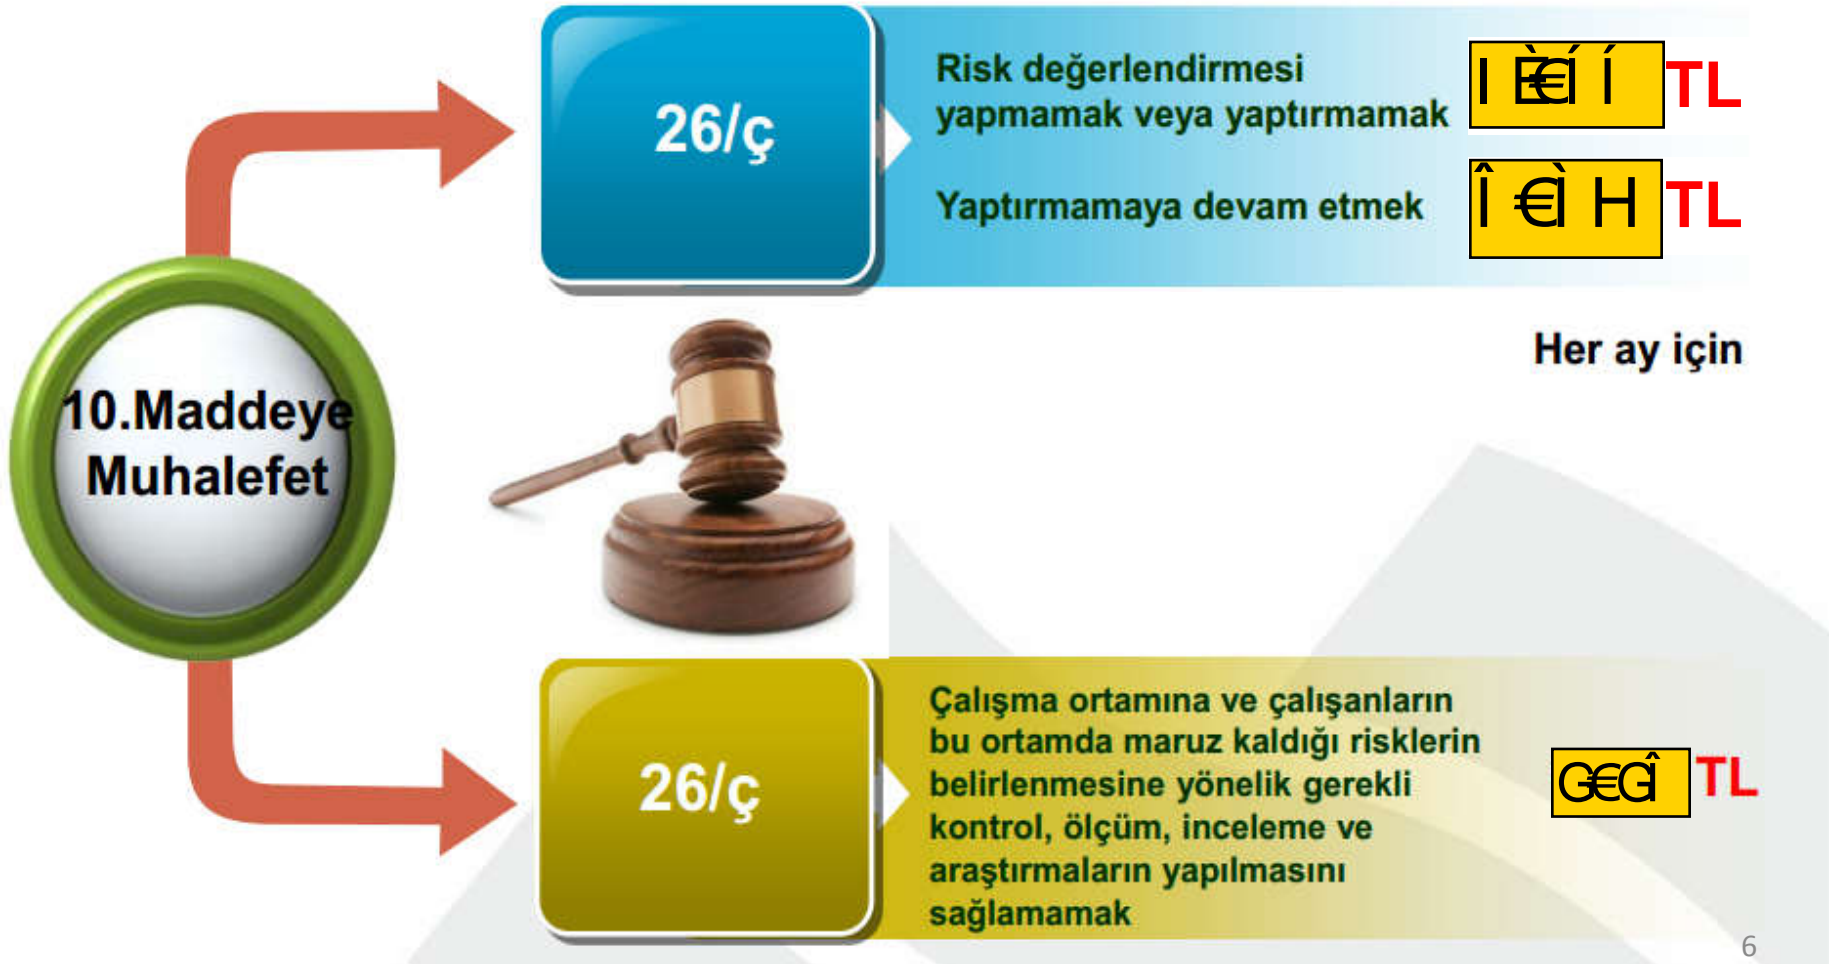 26/ç
Risk değerlendirmesi
yapmamak veya yaptırmamak
TL
Yaptırmamaya devam etmek
TL
Her ay için
10.Maddeye
Muhalefet
26/ç
Çalışma ortamına ve çalışanların
bu ortamda maruz kaldığı risklerin
belirlenmesine yönelik gerekli
kontrol, ölçüm, inceleme ve
araştırmaların yapılmasını
sağlamamak
G€GÎ TL
6